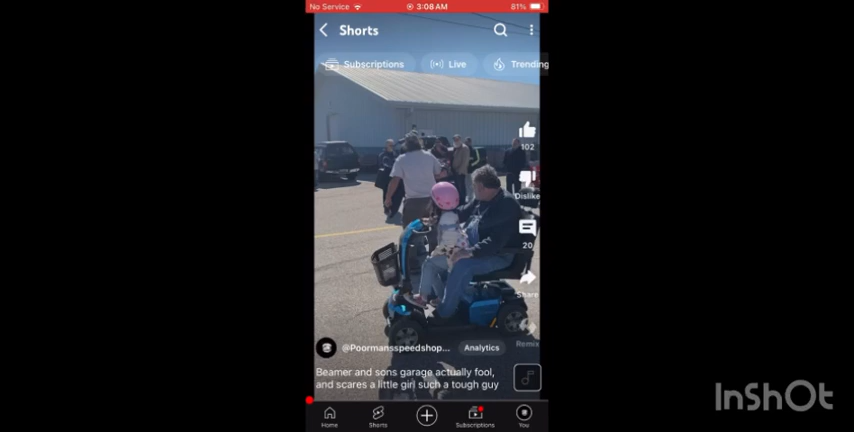 No Service
3:08 AM
81%
Shorts
Subscriptions
Live
Trending
102
Dislike
20
Share
Remix
@Poormansspeedshop...
Analytics
Beamer and sons garage actually fool,
and scares a little girl such a tough guy
Home
Shorts
Subscriptions
You
InShOt